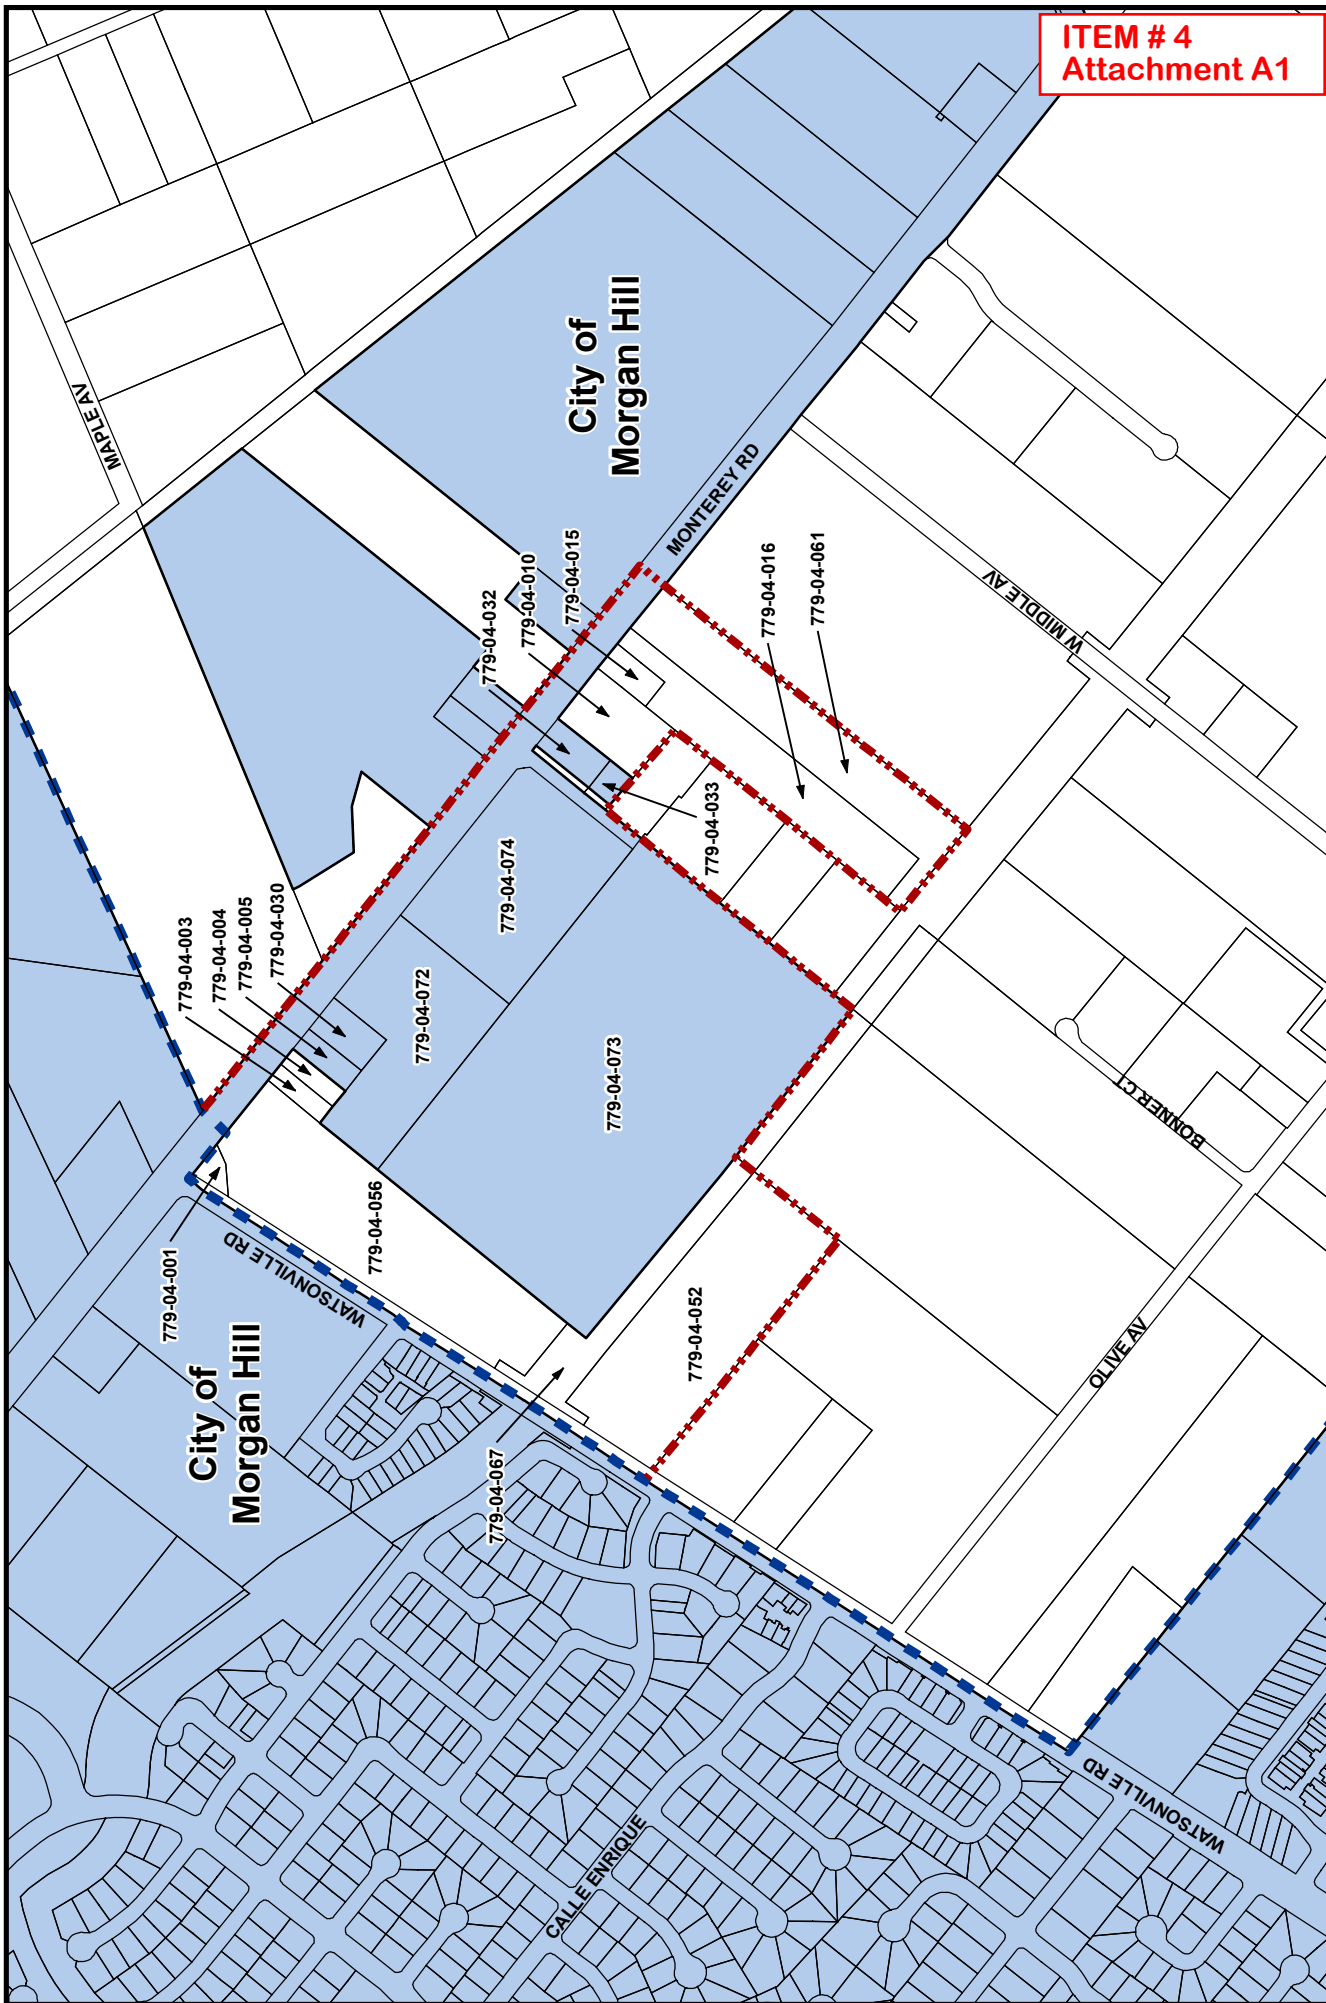 ITEM # 4
Attachment A1
MAPLE AV
City of
Morgan Hill
MONTEREY RD
779-04-032
779-04-010
779-04-015
779-04-016
779-04-061
W MIDDLE AV
779-04-033
779-04-074
779-04-003
779-04-004
779-04-005
779-04-030
779-04-072
779-04-073
BONNER CT
779-04-001
779-04-056
WATSONVILLE RD
779-04-052
OLIVE AV
City of
Morgan Hill
779-04-067
CALLE ENRIQUE
WATSONVILLE RD